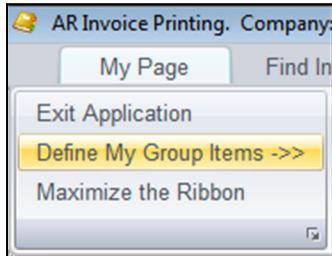 AR Invoice Printing. Company:
My Page Find In
Exit Application
Define My Group Items ->>
Maximize the Ribbon